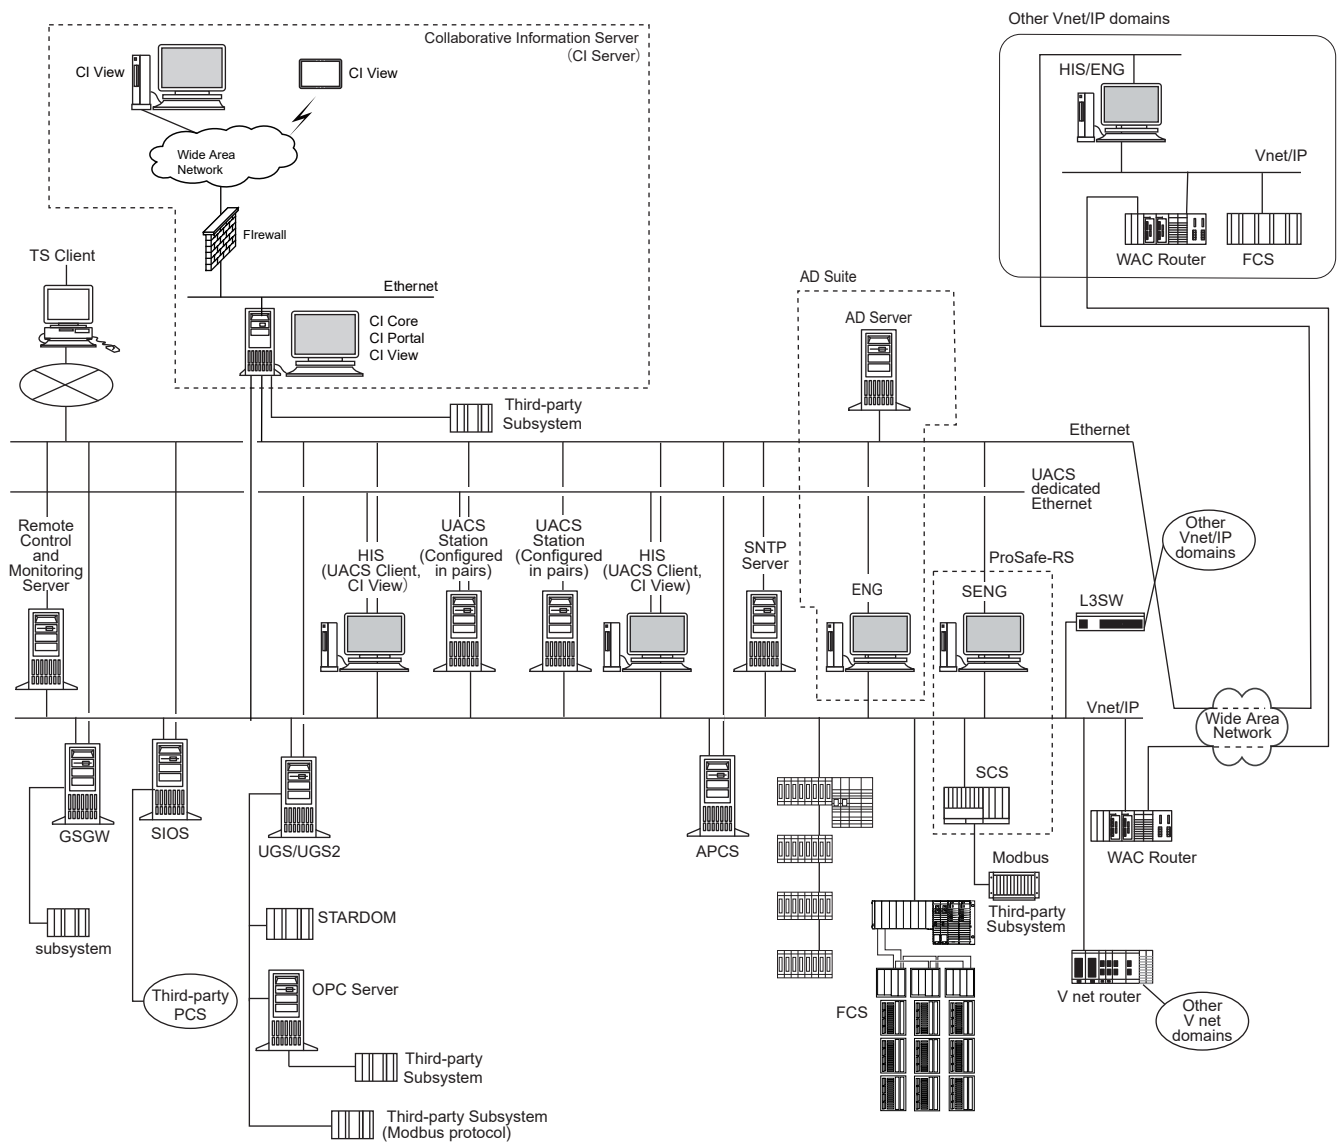 Other Vnet/IP domains
Collaborative Information Server
（CI Server）
CI View
CI View
HIS/ENG
Wide Area
Network
Vnet/IP
FIrewall
TS Client
WAC Router
FCS
AD Suite
Ethernet
AD Server
CI Core
CI Portal
CI View
Third-party
Subsystem
Ethernet
UACS
dedicated
Ethernet
Remote
Control
and
Monitoring
Server
HIS
(UACS Client,
CI View）
UACS
Station
(Configured
in pairs)
UACS
Station
(Configured
in pairs)
HIS
(UACS Client,
CI View)
SNTP
Server
ENG
ProSafe-RS
SENG
Other
Vnet/IP
domains
L3SW
Vnet/IP
Wide Area
Network
GSGW
SIOS
UGS/UGS2
APCS
SCS
WAC Router
Modbus
Third-party
Subsystem
subsystem
STARDOM
Third-party
PCS
OPC Server
FCS
V net router
Other
V net
domains
Third-party
Subsystem
Third-party Subsystem
(Modbus protocol)